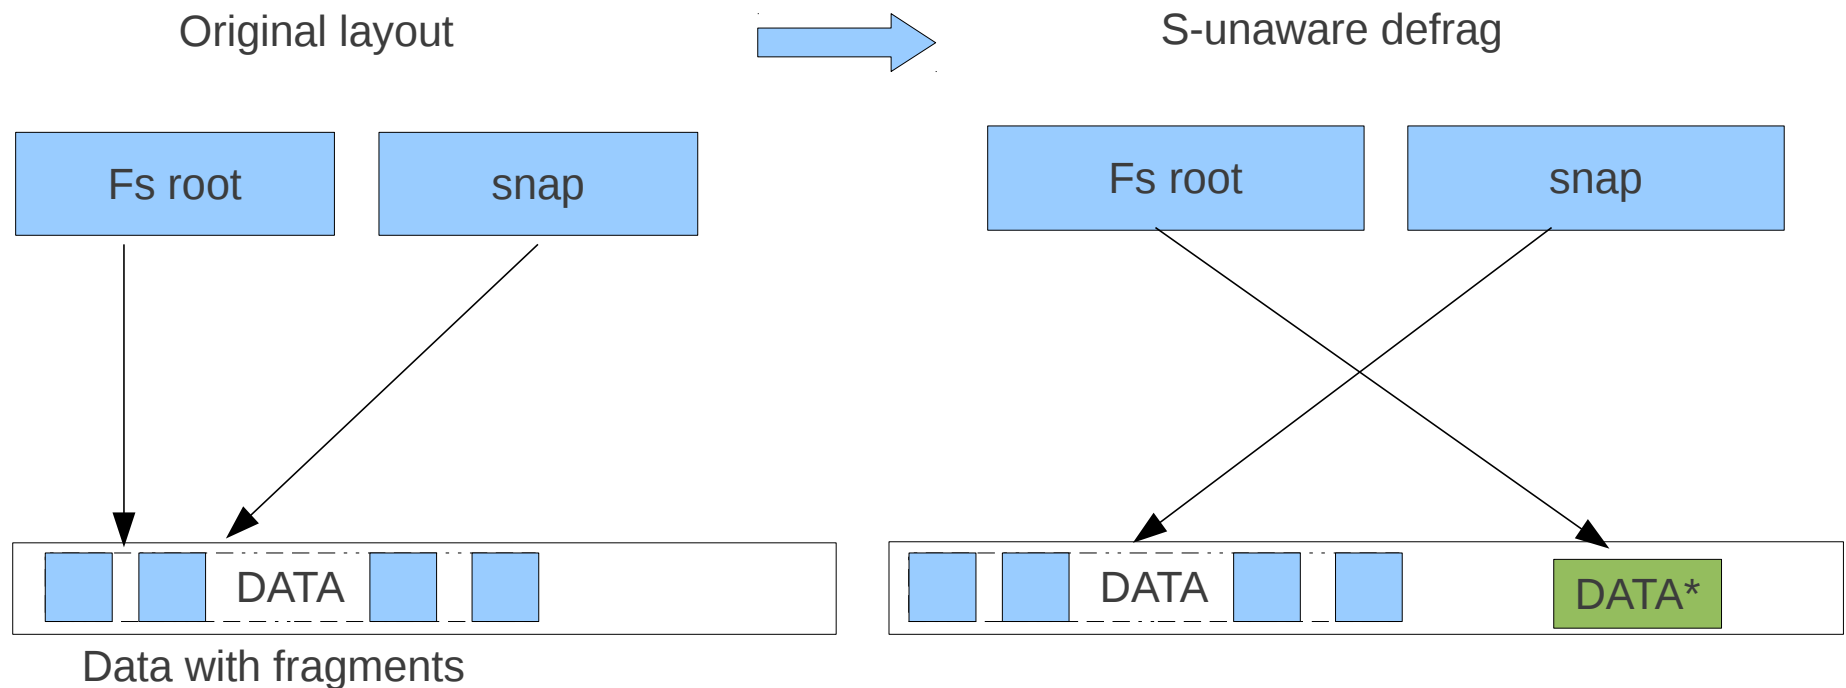 Original layout
S-unaware defrag
Fs root
snap
Fs root
snap
DATA
DATA
DATA*
Data with fragments